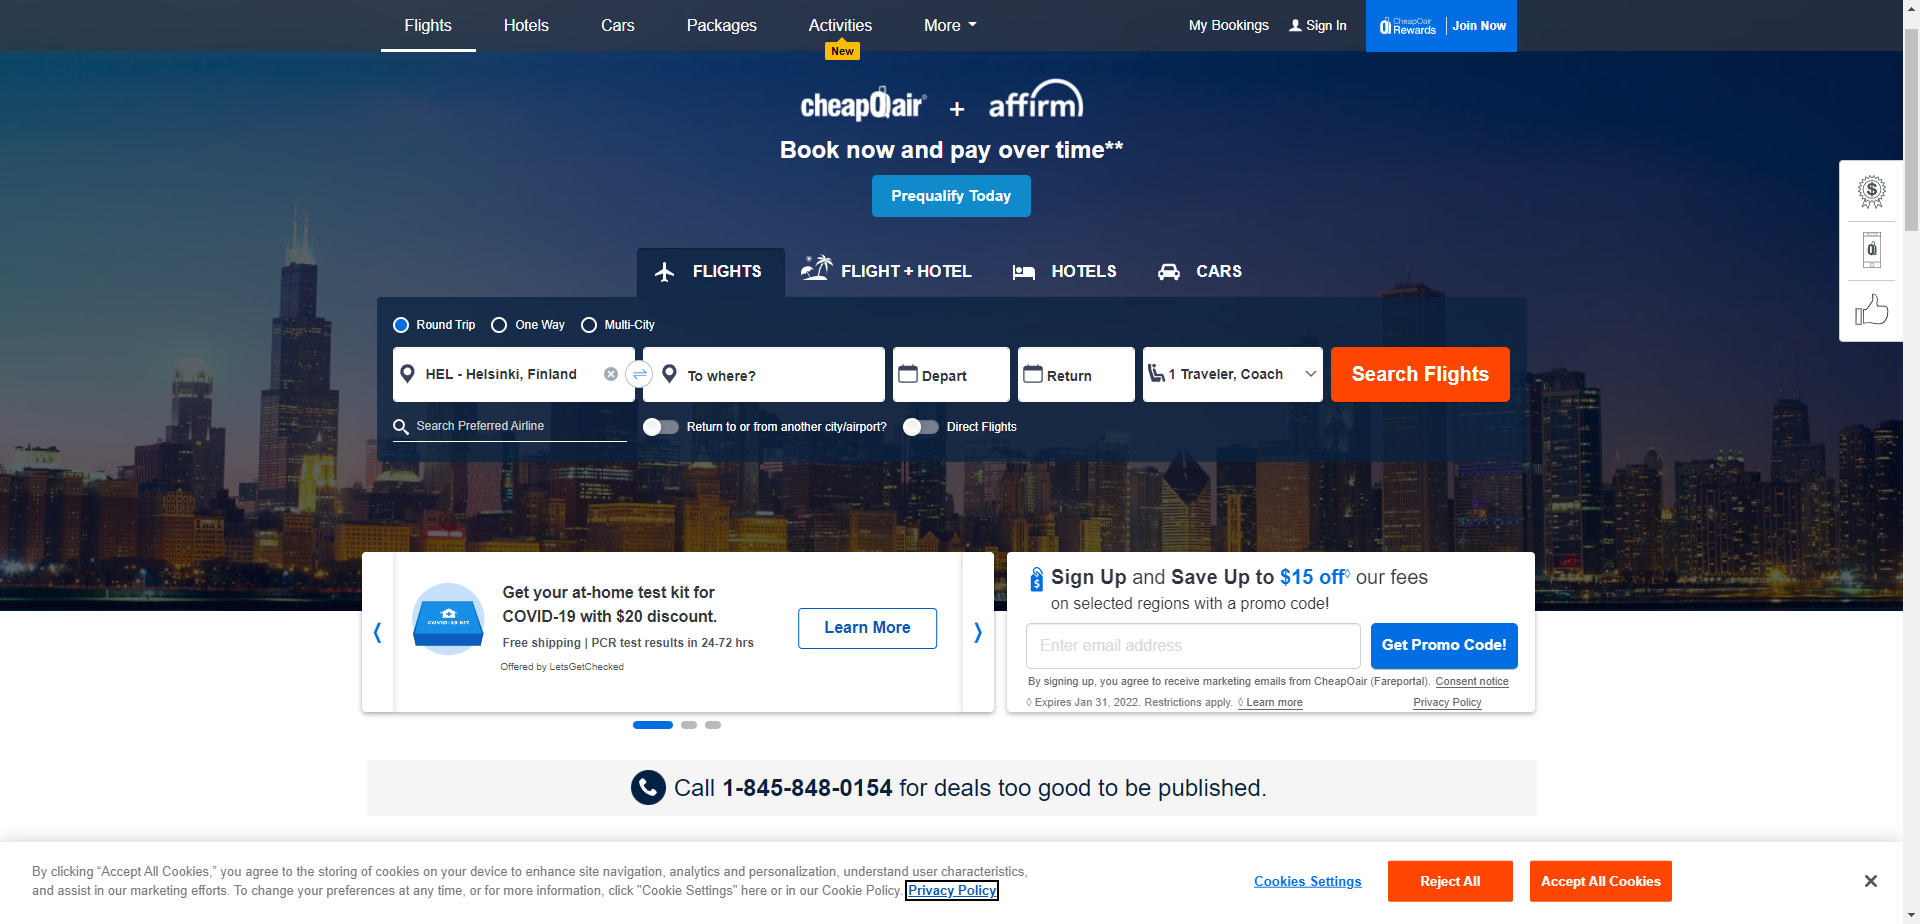 Flights
Hotels
Cars
Packages
Activities
New
More
My Bookings
Sign In
CheapOair
Rewards
Join Now
cheapOair® + affirm
Book now and pay over time**
Prequalify Today
FLIGHTS
FLIGHT + HOTEL
HOTELS
CARS
Round Trip
One Way
Multi-City
HEL - Helsinki, Finland
To where?
Depart
Return
1 Traveler, Coach
Search Flights
Search Preferred Airline
Return to or from another city/airport?
Direct Flights
COVID-19 KIT
Get your at-home test kit for
COVID-19 with $20 discount.
Free shipping | PCR test results in 24-72 hrs
Offered by LetsGetChecked
Learn More
Sign Up and Save Up to $15 off◊ our fees
on selected regions with a promo code!
Enter email address
Get Promo Code!
By signing up, you agree to receive marketing emails from CheapOair (Fareportal). Consent notice
◊ Expires Jan 31, 2022. Restrictions apply. ◊ Learn more
Privacy Policy
Call 1-845-848-0154 for deals too good to be published.
By clicking “Accept All Cookies,” you agree to the storing of cookies on your device to enhance site navigation, analytics and personalization, understand user characteristics,
and assist in our marketing efforts. To change your preferences at any time, or for more information, click "Cookie Settings" here or in our Cookie Policy. Privacy Policy
Cookies Settings
Reject All
Accept All Cookies